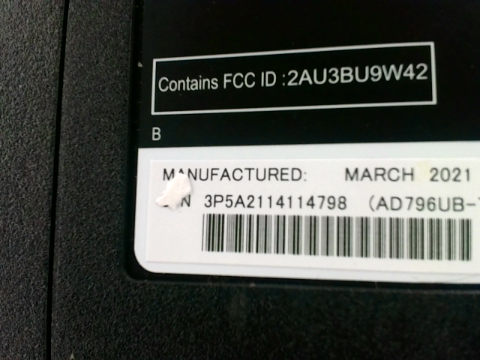 Contains FCC ID :2AU3BU9W42
B
MANUFACTURED: MARCH 2021
N 3P5A2114114798 (AD796UB-